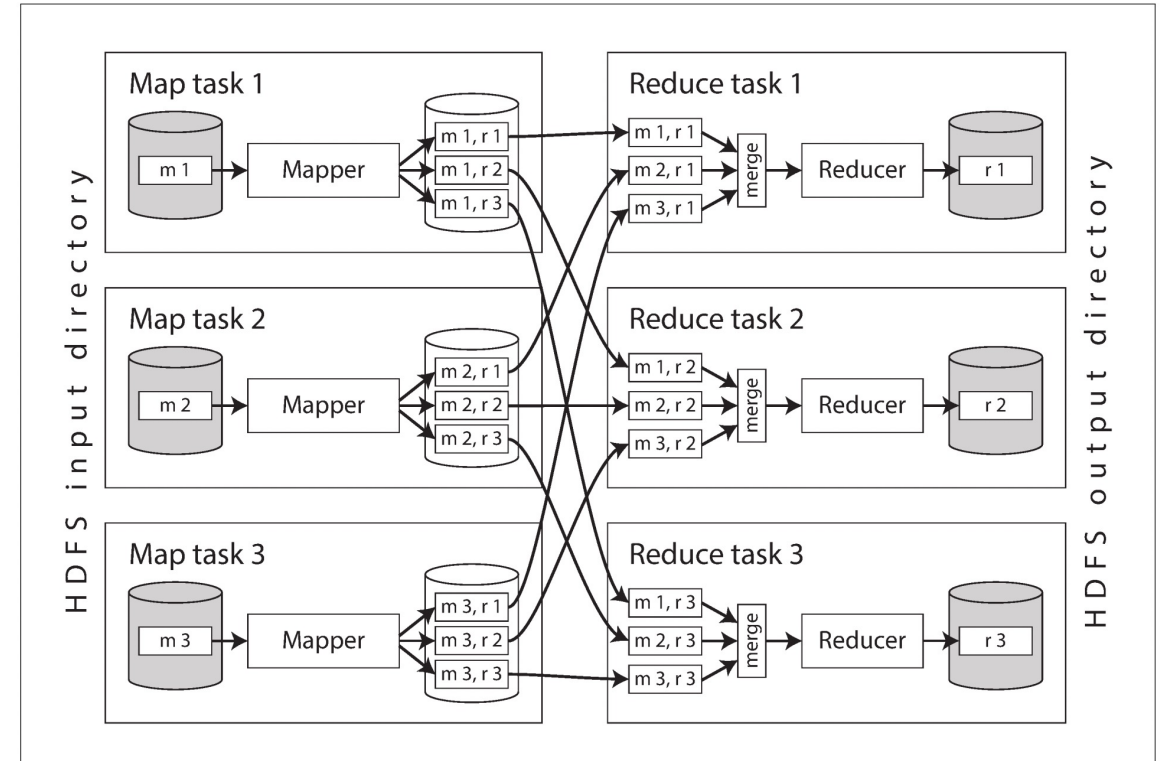 HDFS input directory
Map task 1
m 1
Mapper
m 1, r 1
m 1, r 2
m 1, r 3
Reduce task 1
m 1, r 1
m 2, r 1
m 3, r 1
merge
Reducer
r 1
Map task 2
m 2
Mapper
m 2, r 1
m 2, r 2
m 2, r 3
Reduce task 2
m 1, r 2
m 2, r 2
m 3, r 2
merge
Reducer
r 2
Map task 3
m 3
Mapper
m 3, r 1
m 3, r 2
m 3, r 3
Reduce task 3
m 1, r 3
m 2, r 3
m 3, r 3
merge
Reducer
r 3
HDFS output directory